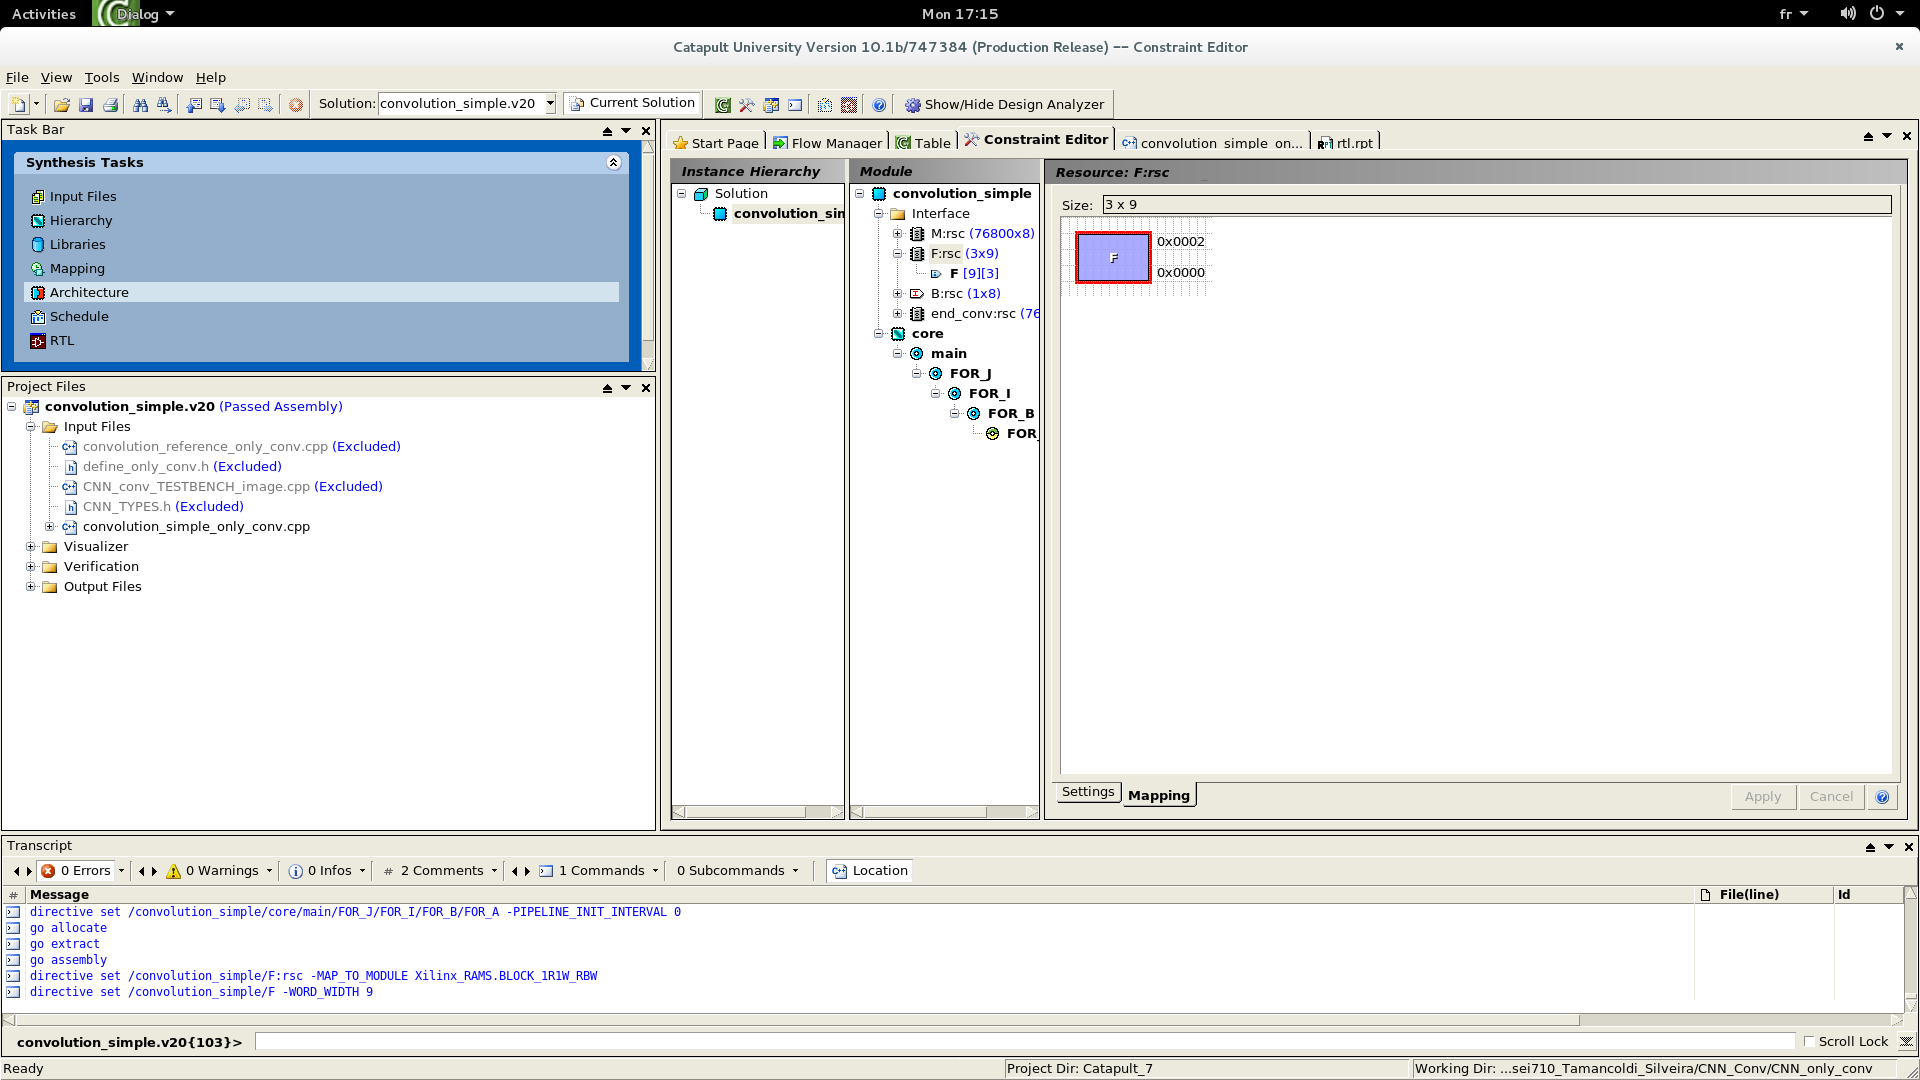 Activities Dialog Mon 17:15 fr
Catapult University Version 10.1b/747384 (Production Release) -- Constraint Editor
File View Tools Window Help
Solution: convolution_simple.v20 Current Solution Show/Hide Design Analyzer
Task Bar
Synthesis Tasks
Input Files
Hierarchy
Libraries
Mapping
Architecture
Schedule
RTL
Project Files
convolution_simple.v20 (Passed Assembly)
Input Files
convolution_reference_only_conv.cpp (Excluded)
define_only_conv.h (Excluded)
CNN_conv_TESTBENCH_image.cpp (Excluded)
CNN_TYPES.h (Excluded)
convolution_simple_only_conv.cpp
Visualizer
Verification
Output Files
Start Page Flow Manager Table Constraint Editor convolution_simple_on... rtl.rpt
Instance Hierarchy
Solution
convolution_sim
Module
convolution_simple
Interface
M:rsc (76800x8)
F:rsc (3x9)
F [9][3]
B:rsc (1x8)
end_conv:rsc (76
core
main
FOR_J
FOR_I
FOR_B
FOR_
Resource: F:rsc
Size: 3 x 9
F
0x0002
0x0000
Settings Mapping
Apply Cancel
Transcript
0 Errors 0 Warnings 0 Infos # 2 Comments 1 Commands 0 Subcommands Location
# Message File(line) Id
directive set /convolution_simple/core/main/FOR_J/FOR_I/FOR_B/FOR_A -PIPELINE_INIT_INTERVAL 0
go allocate
go extract
go assembly
directive set /convolution_simple/F:rsc -MAP_TO_MODULE Xilinx_RAMS.BLOCK_1R1W_RBW
directive set /convolution_simple/F -WORD_WIDTH 9
convolution_simple.v20{103}> Scroll Lock
Ready Project Dir: Catapult_7 Working Dir: ...sei710_Tamancoldi_Silveira/CNN_Conv/CNN_only_conv